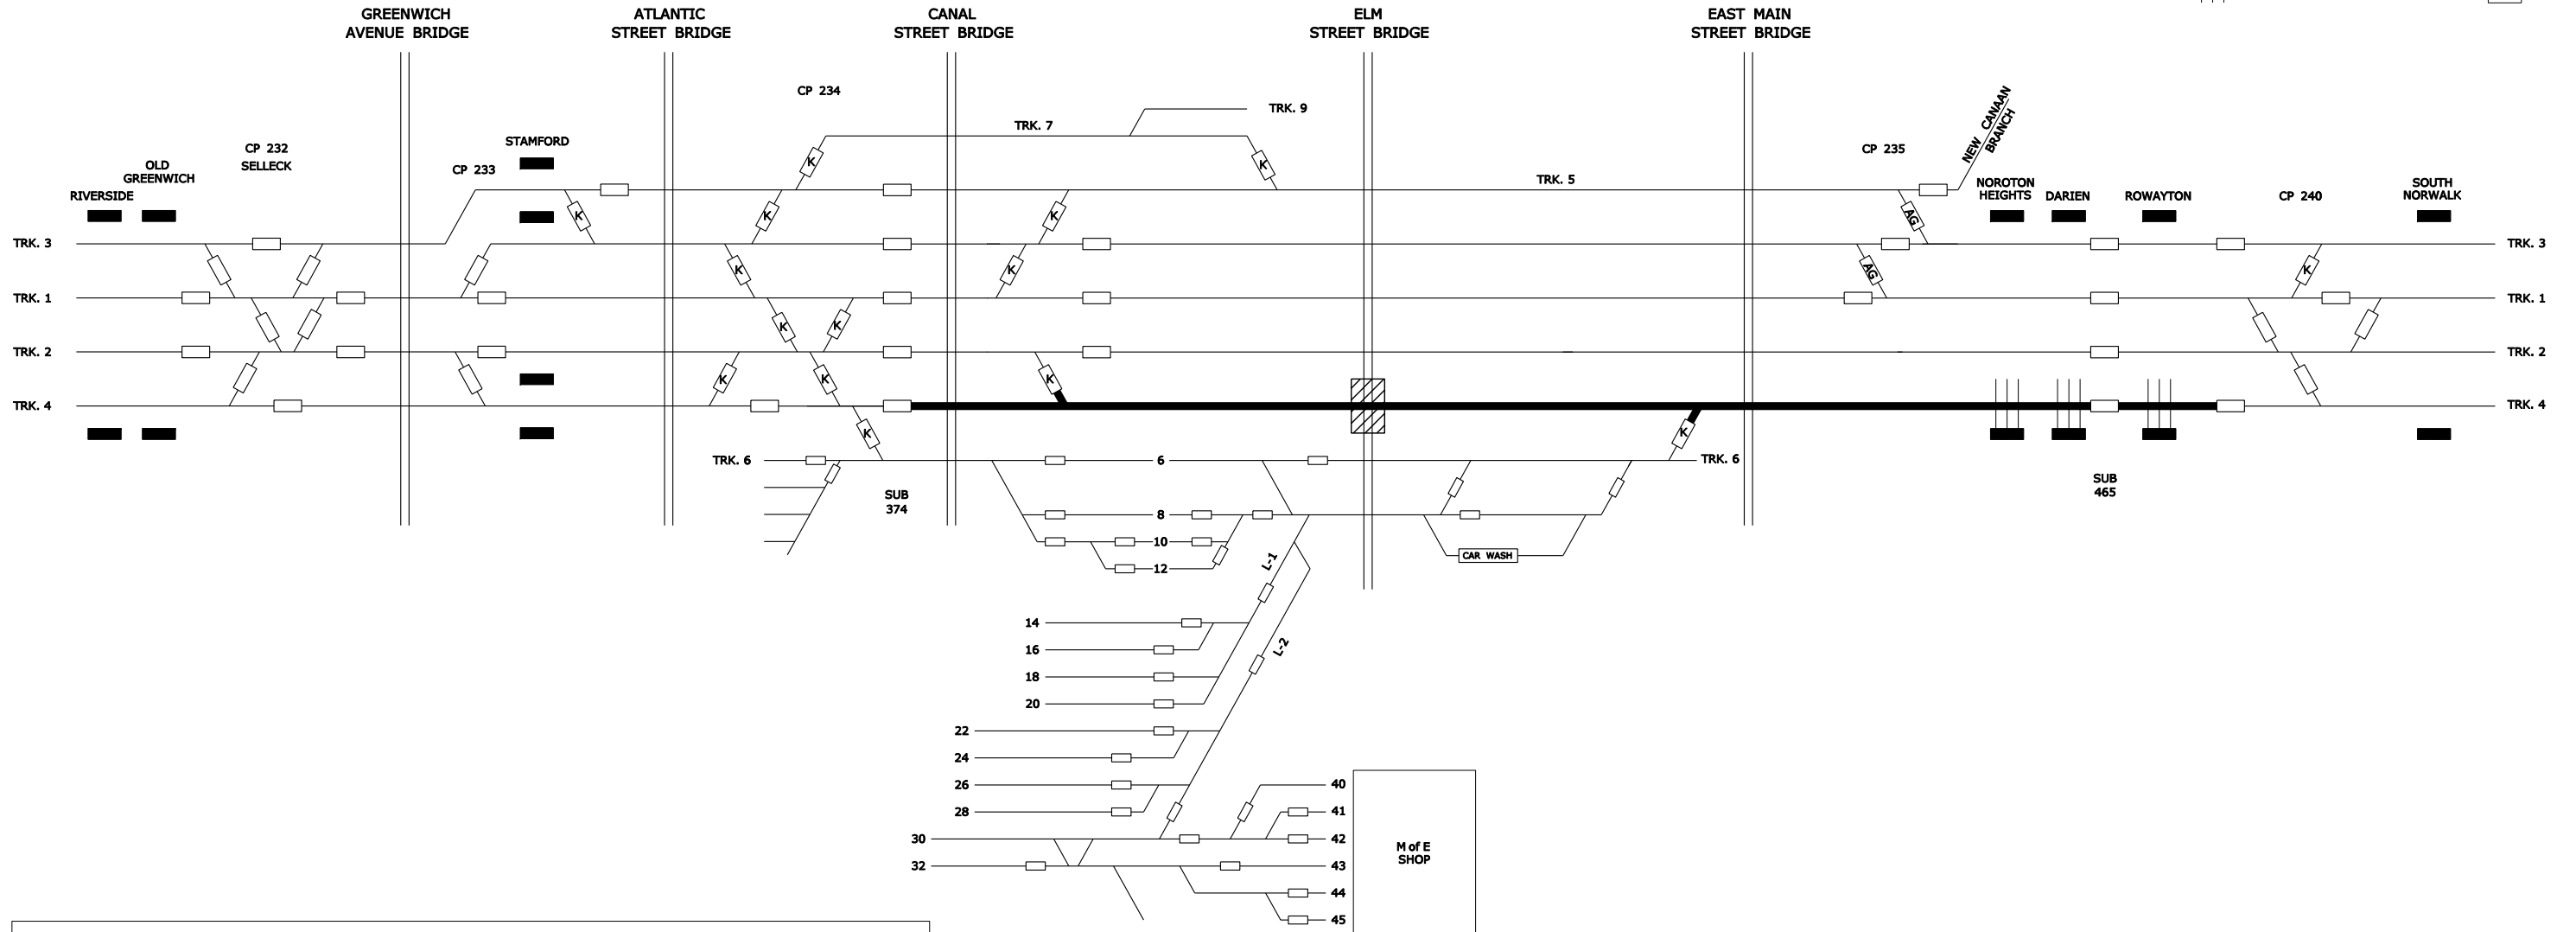 GREENWICH
AVENUE BRIDGE
ATLANTIC
STREET BRIDGE
CANAL
STREET BRIDGE
ELM
STREET BRIDGE
EAST MAIN
STREET BRIDGE
CP 234
TRK. 9
TRK. 7
NEW CANAAN
BRANCH
CP 232
SELLECK
STAMFORD
CP 235
OLD
GREENWICH
CP 233
K
K
TRK. 5
RIVERSIDE
NOROTON
HEIGHTS
DARIEN
ROWAYTON
CP 240
SOUTH
NORWALK
K
K
K
AG
TRK. 3
TRK. 3
K
K
AG
K
TRK. 1
TRK. 1
K
K
TRK. 2
TRK. 2
K
K
K
TRK. 4
TRK. 4
K
K
TRK. 6
6
TRK. 6
SUB
374
SUB
465
8
10
12
CAR WASH
L-1
L-2
14
16
18
20
22
24
26
28
30
32
40
41
42
43
44
45
M of E
SHOP